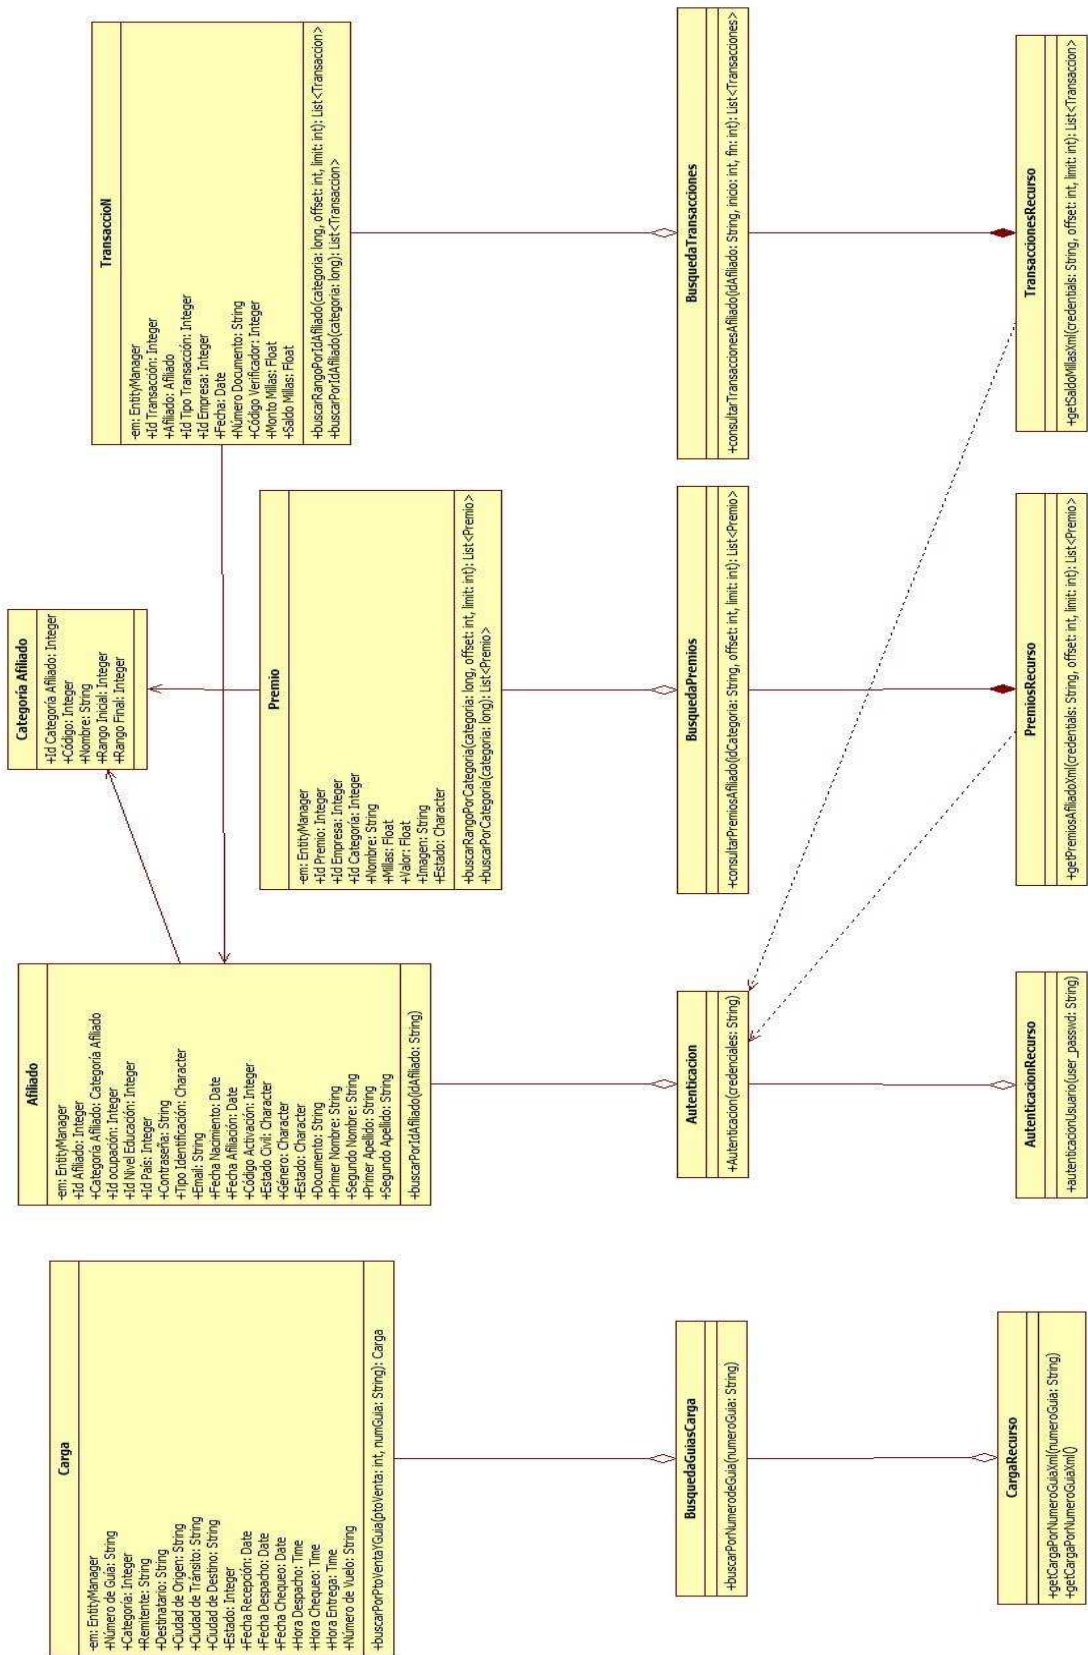 Carga
-em: EntityManager
+Número de Guía: String
+Categoría: Integer
+Remitente: String
+Destinatario: String
+Ciudad de Origen: String
+Ciudad de Tránsito: String
+Ciudad de Destino: String
+Estado: Integer
+Fecha Recepción: Date
+Fecha Despacho: Date
+Fecha Chequeo: Date
+Hora Despacho: Time
+Hora Chequeo: Time
+Hora Entrega: Time
+Número de Vuelo: String
+buscarPorPtoVentaYGuia(ptoVenta: int, numGuia: String): Carga
Afiliado
-em: EntityManager
+Id Afiliado: Integer
+Categoría Afiliado: Categoría Afiliado
+Id ocupación: Integer
+Id Nivel Educación: Integer
+Id País: Integer
+Contraseña: String
+Tipo Identificación: Character
+Email: String
+Fecha Nacimiento: Date
+Fecha Afiliación: Date
+Código Activación: Integer
+Estado Civil: Character
+Género: Character
+Estado: Character
+Documento: String
+Primer Nombre: String
+Segundo Nombre: String
+Primer Apellido: String
+Segundo Apellido: String
+buscarPorIdAfiliado(idAfiliado: String)
Categoría Afiliado
+Id Categoría Afiliado: Integer
+Código: Integer
+Nombre: String
+Rango Inicial: Integer
+Rango Final: Integer
Premio
-em: EntityManager
+Id Premio: Integer
+Id Empresa: Integer
+Id Categoría: Integer
+Nombre: String
+Millas: Float
+Valor: Float
+Imagen: String
+Estado: Character
+buscarRangoPorCategoria(categoria: long, offset: int, limit: int): List<Premio>
+buscarPorCategoria(categoria: long): List<Premio>
TransaccioN
-em: EntityManager
+Id Transacción: Integer
+Afiliado: Afiliado
+Id Tipo Transacción: Integer
+Id Empresa: Integer
+Fecha: Date
+Número Documento: String
+Código Verificador: Integer
+Monto Millas: Float
+Saldo Millas: Float
+buscarRangoPorIdAfiliado(categoria: long, offset: int, limit: int): List<Transaccion>
+buscarPorIdAfiliado(categoria: long): List<Transaccion>
BusquedaGuiasCarga
+buscarPorNumerodeGuia(numeroGuia: String)
Autenticacion
+Autenticacion(credenciales: String)
BusquedaPremios
+consultarPremiosAfiliado(idCategoria: String, offset: int, limit: int): List<Premio>
BusquedaTransacciones
+consultarTransaccionesAfiliado(idAfiliado: String, inicio: int, fin: int): List<Transacciones>
CargaRecurso
+getCargaPorNumeroGuiaXml(numeroGuia: String)
+getCargaPorNumeroGuiaXml()
AutenticacionRecurso
+autenticacionUsuario(user_passwd: String)
PremiosRecurso
+getPremiosAfiliadoXml(credentials: String, offset: int, limit: int): List<Premio>
TransaccionesRecurso
+getSaldoMillasXml(credentials: String, offset: int, limit: int): List<Transaccion>